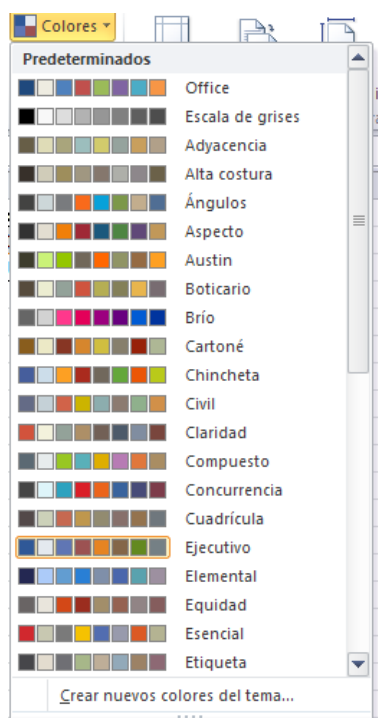 Colores
Predeterminados
Office
Escala de grises
Adyacencia
Alta costura
Ángulos
Aspecto
Austin
Boticario
Brío
Cartoné
Chincheta
Civil
Claridad
Compuesto
Concurrencia
Cuadrícula
Ejecutivo
Elemental
Equidad
Esencial
Etiqueta
Crear nuevos colores del tema...